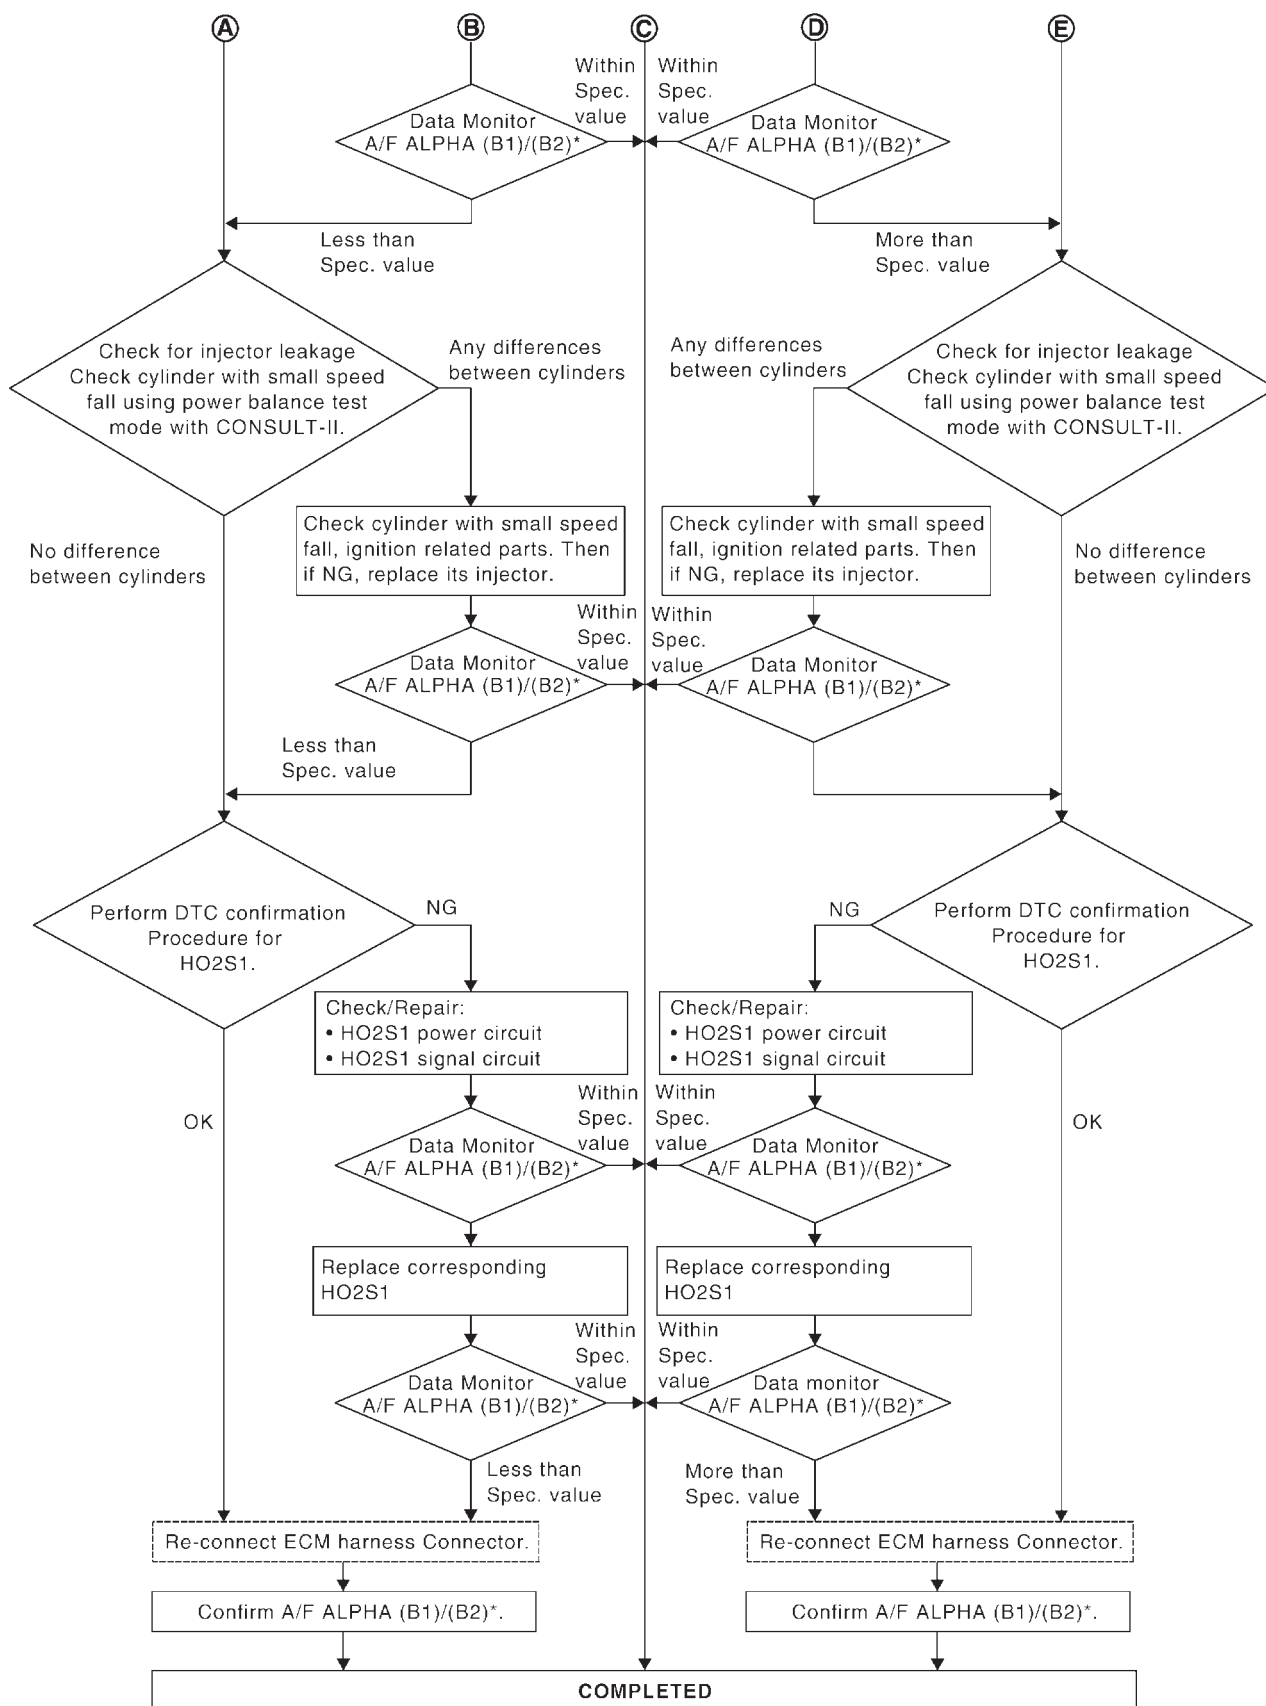 A
B
C
D
E
Within
Spec.
value
Within
Spec.
value
Data Monitor
A/F ALPHA (B1)/(B2)*
Data Monitor
A/F ALPHA (B1)/(B2)*
Less than
Spec. value
More than
Spec. value
Check for injector leakage
Check cylinder with small speed
fall using power balance test
mode with CONSULT-II.
Any differences
between cylinders
Any differences
between cylinders
Check for injector leakage
Check cylinder with small speed
fall using power balance test
mode with CONSULT-II.
No difference
between cylinders
Check cylinder with small speed
fall, ignition related parts. Then
if NG, replace its injector.
Check cylinder with small speed
fall, ignition related parts. Then
if NG, replace its injector.
No difference
between cylinders
Within
Spec.
value
Within
Spec.
value
Data Monitor
A/F ALPHA (B1)/(B2)*
Data Monitor
A/F ALPHA (B1)/(B2)*
Less than
Spec. value
Perform DTC confirmation
Procedure for
HO2S1.
NG
NG
Perform DTC confirmation
Procedure for
HO2S1.
Check/Repair:
• HO2S1 power circuit
• HO2S1 signal circuit
Check/Repair:
• HO2S1 power circuit
• HO2S1 signal circuit
OK
Within
Spec.
value
Within
Spec.
value
OK
Data Monitor
A/F ALPHA (B1)/(B2)*
Data Monitor
A/F ALPHA (B1)/(B2)*
Replace corresponding
HO2S1
Replace corresponding
HO2S1
Within
Spec.
value
Within
Spec.
value
Data Monitor
A/F ALPHA (B1)/(B2)*
Data monitor
A/F ALPHA (B1)/(B2)*
Less than
Spec. value
More than
Spec. value
Re-connect ECM harness Connector.
Re-connect ECM harness Connector.
Confirm A/F ALPHA (B1)/(B2)*.
Confirm A/F ALPHA (B1)/(B2)*.
COMPLETED